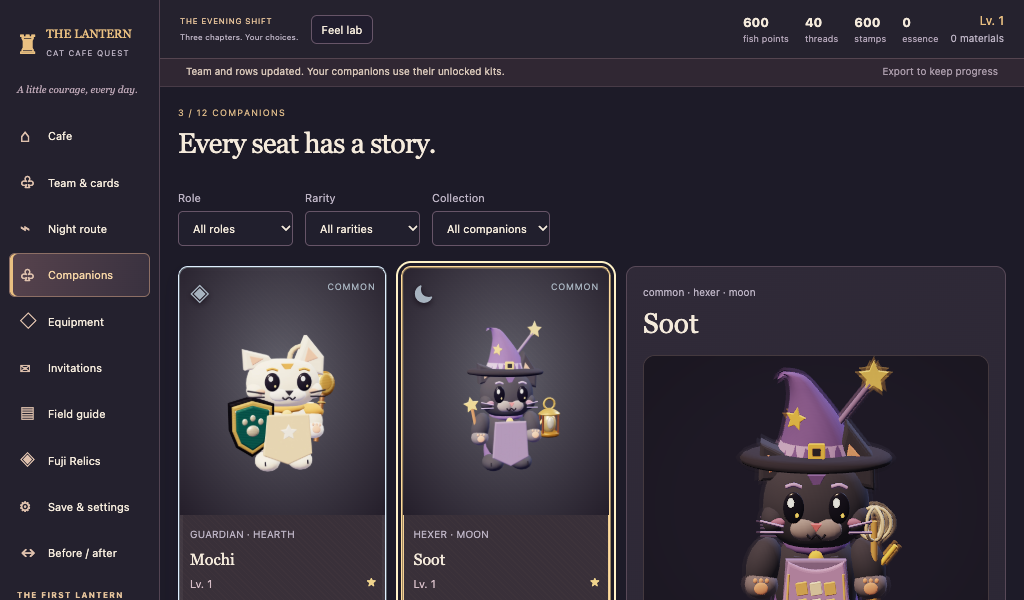 THE LANTERN
CAT CAFE QUEST
A little courage, every day.
Cafe
Team & cards
Night route
Companions
Equipment
Invitations
Field guide
Fuji Relics
Save & settings
Before / after
THE FIRST LANTERN
THE EVENING SHIFT
Three chapters. Your choices.
Feel lab
600 fish points
40 threads
600 stamps
0 essence
Lv. 1
0 materials
Team and rows updated. Your companions use their unlocked kits.
Export to keep progress
3 / 12 COMPANIONS
Every seat has a story.
Role
Rarity
Collection
All roles
All rarities
All companions
COMMON
GUARDIAN · HEARTH
Mochi
Lv. 1
COMMON
HEXER · MOON
Soot
Lv. 1
common · hexer · moon
Soot